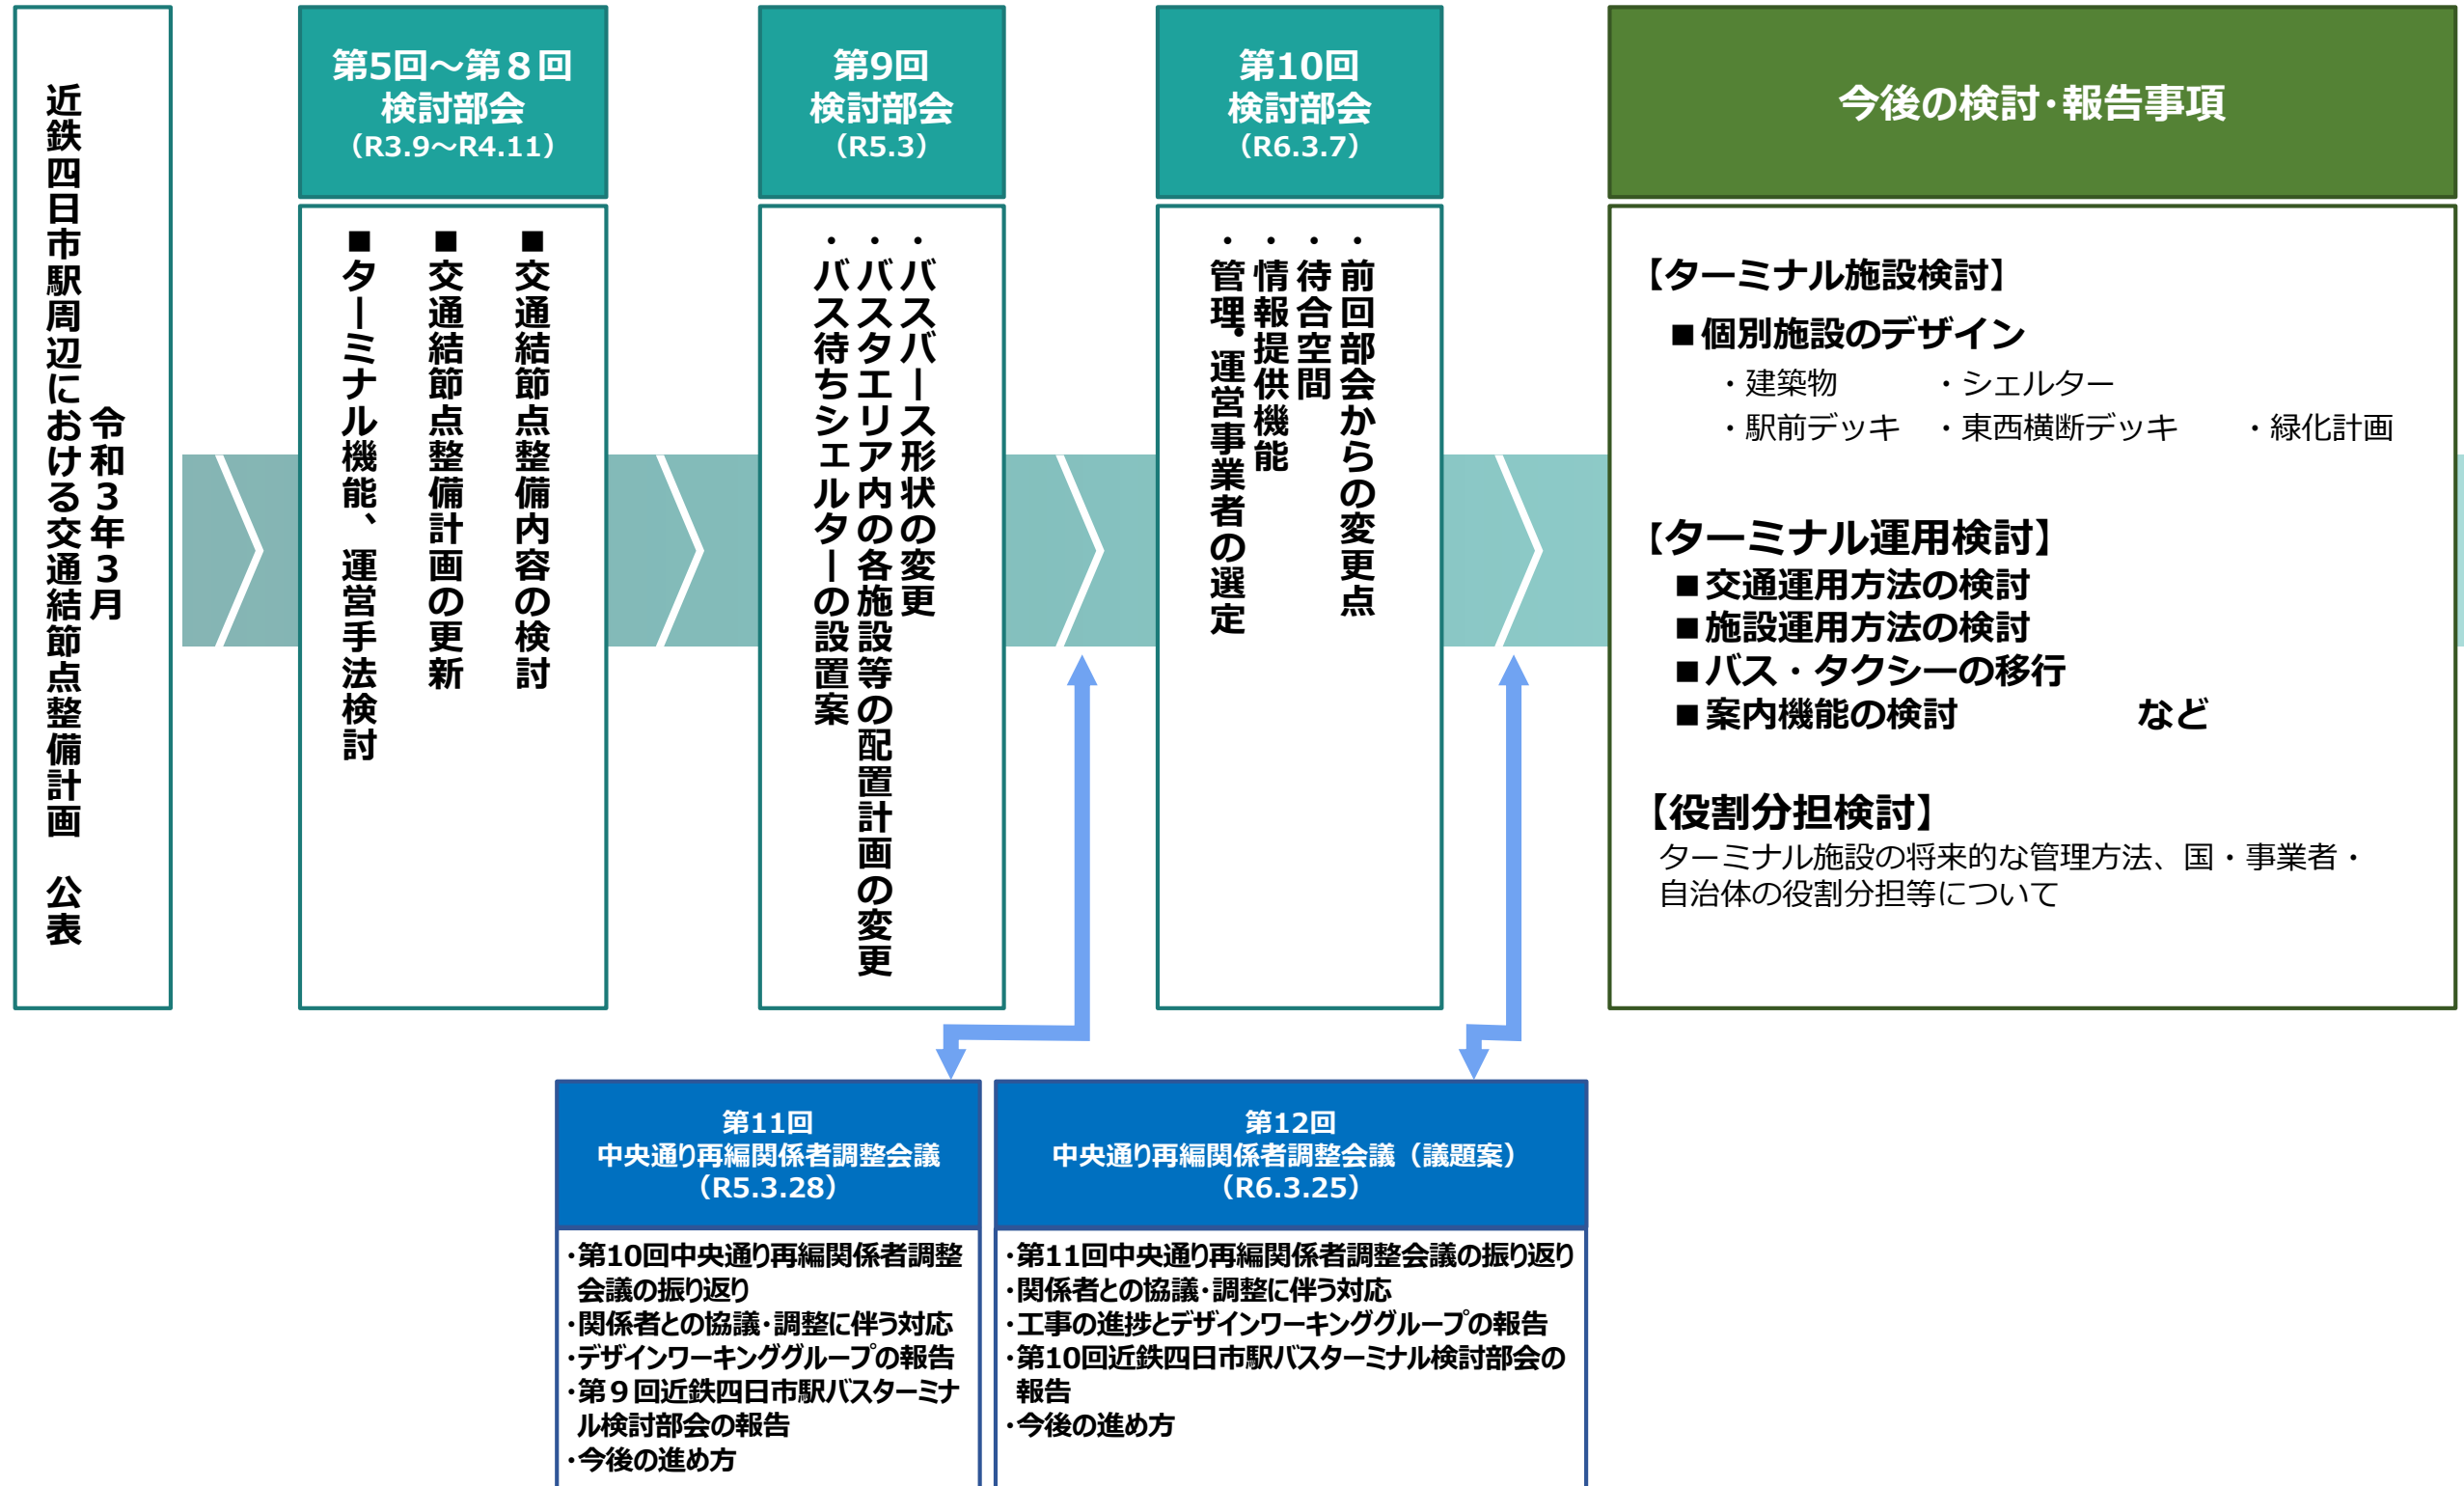 令和３年３月
近鉄四日市駅周辺における交通結節点整備計画　公表
第5回～第８回
検討部会
（R3.9～R4.11）
■交通結節点整備内容の検討
■交通結節点整備計画の更新
■ターミナル機能、運営手法検討
第9回
検討部会
（R5.3）
・バスバース形状の変更
・バスタエリア内の各施設等の配置計画の変更
・バス待ちシェルターの設置案
第10回
検討部会
（R6.3.7）
・前回部会からの変更点
・待合空間
・情報提供機能
・管理・運営事業者の選定
今後の検討・報告事項
【ターミナル施設検討】
■個別施設のデザイン
・建築物　　　・シェルター
・駅前デッキ　・東西横断デッキ　　・緑化計画
【ターミナル運用検討】
■交通運用方法の検討
■施設運用方法の検討
■バス・タクシーの移行
■案内機能の検討　　　　　など
【役割分担検討】
ターミナル施設の将来的な管理方法、国・事業者・
自治体の役割分担等について
第11回
中央通り再編関係者調整会議
（R5.3.28）
・第10回中央通り再編関係者調整
会議の振り返り
・関係者との協議・調整に伴う対応
・デザインワーキンググループの報告
・第９回近鉄四日市駅バスターミナ
ル検討部会の報告
・今後の進め方
第12回
中央通り再編関係者調整会議（議題案）
（R6.3.25）
・第11回中央通り再編関係者調整会議の振り返り
・関係者との協議・調整に伴う対応
・工事の進捗とデザインワーキンググループの報告
・第10回近鉄四日市駅バスターミナル検討部会の
報告
・今後の進め方